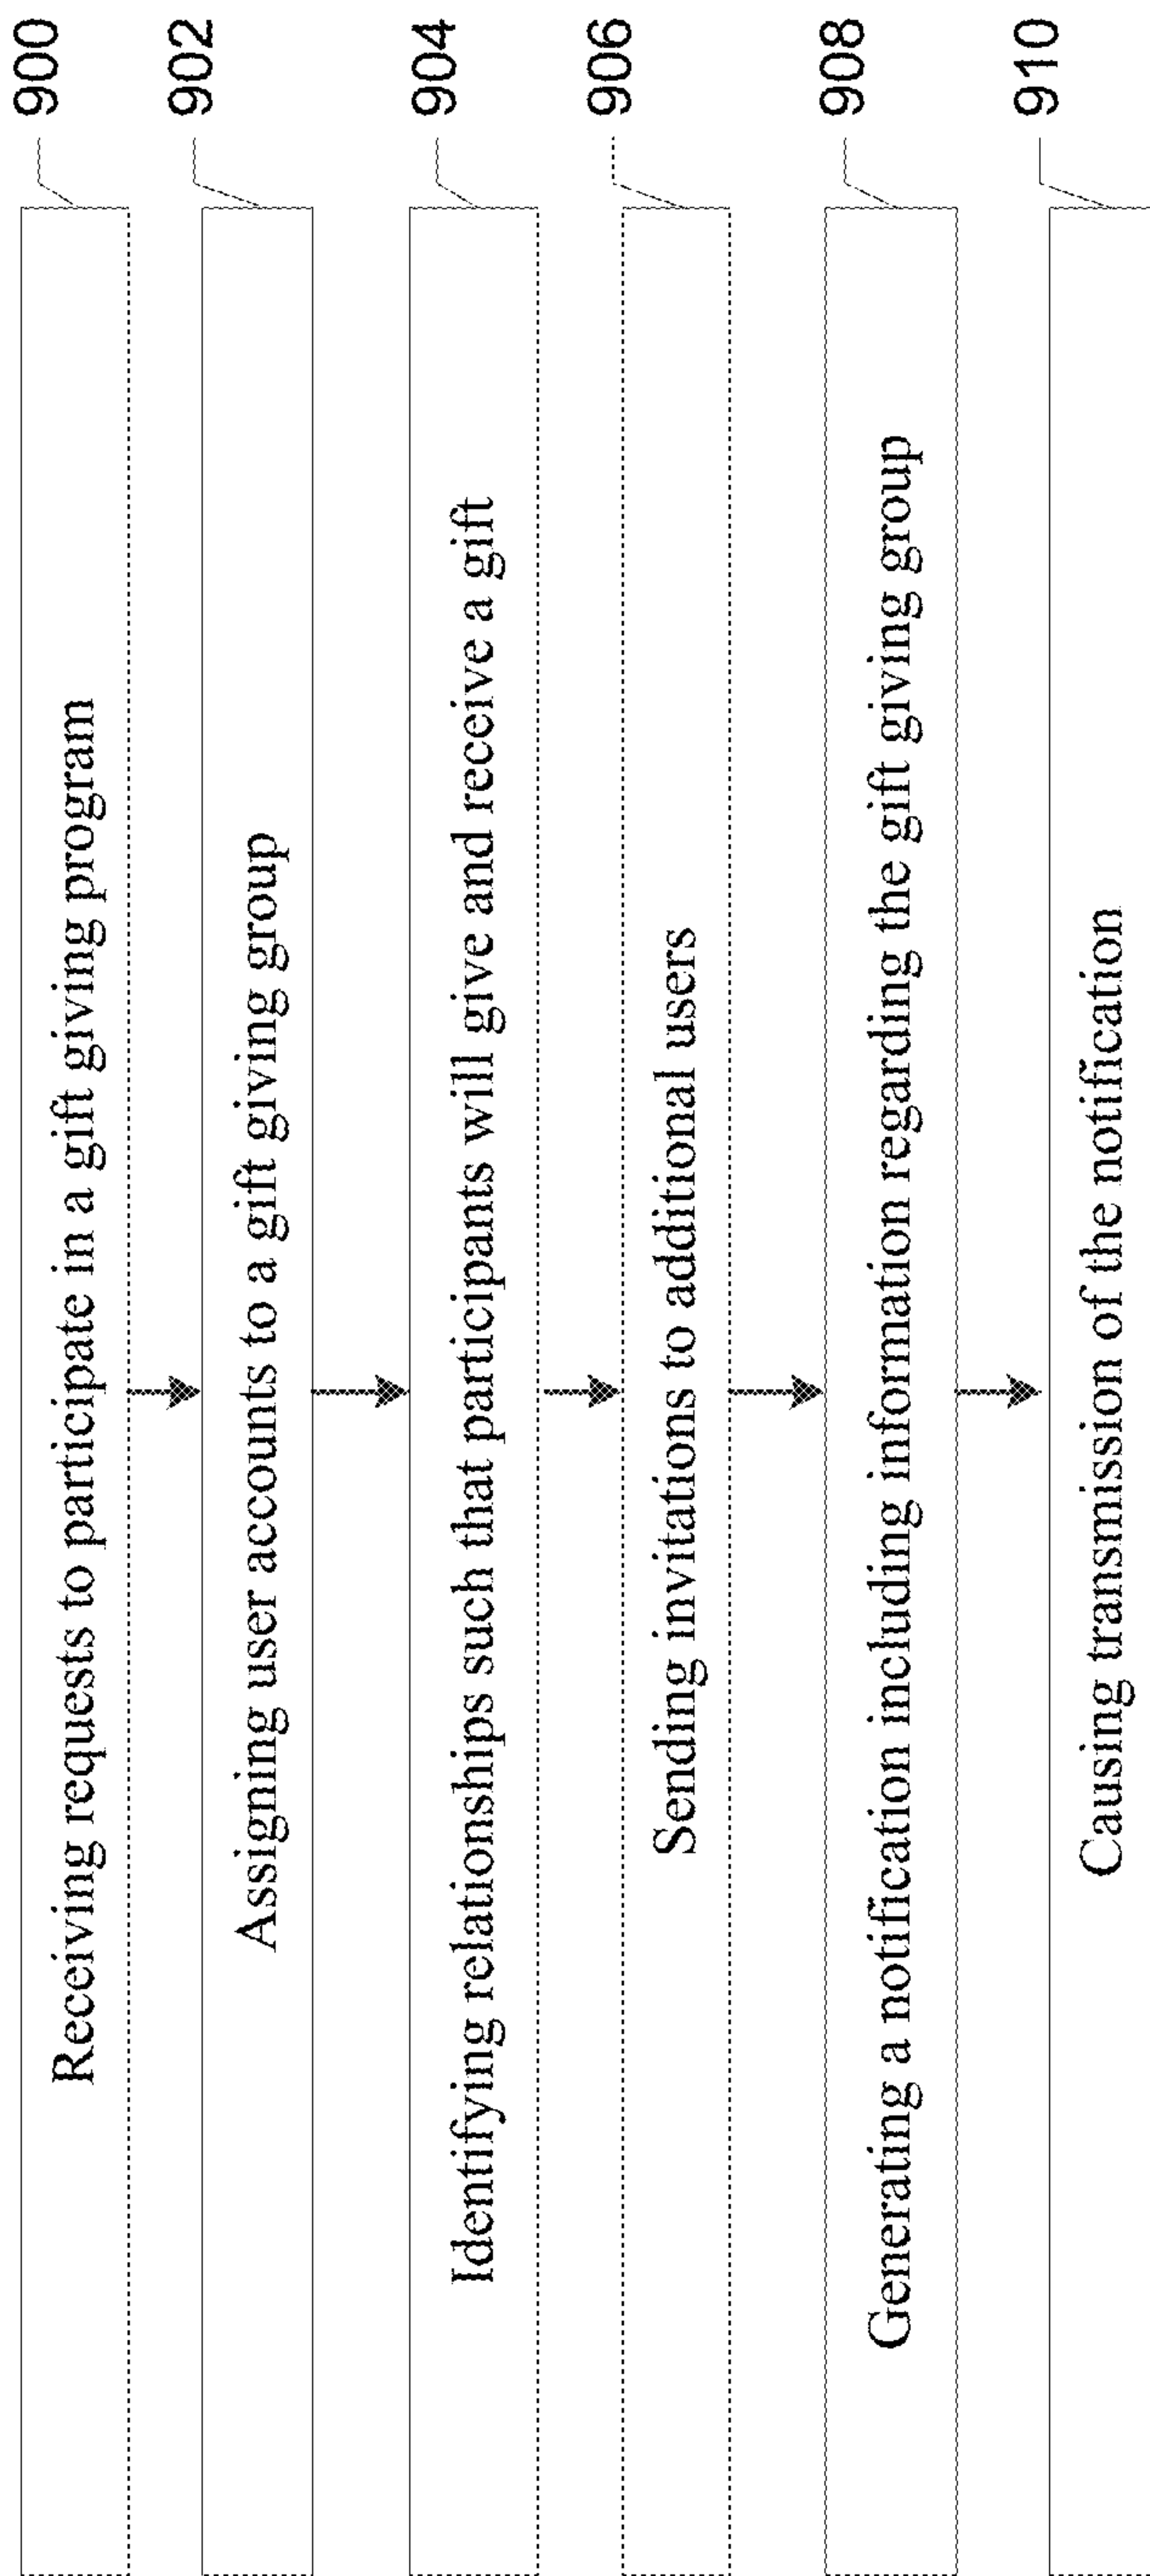 900
Receiving requests to participate in a gift giving program
902
Assigning user accounts to a gift giving group
904
Identifying relationships such that participants will give and receive a gift
906
Sending invitations to additional users
908
Generating a notification including information regarding the gift giving group
910
Causing transmission of the notification